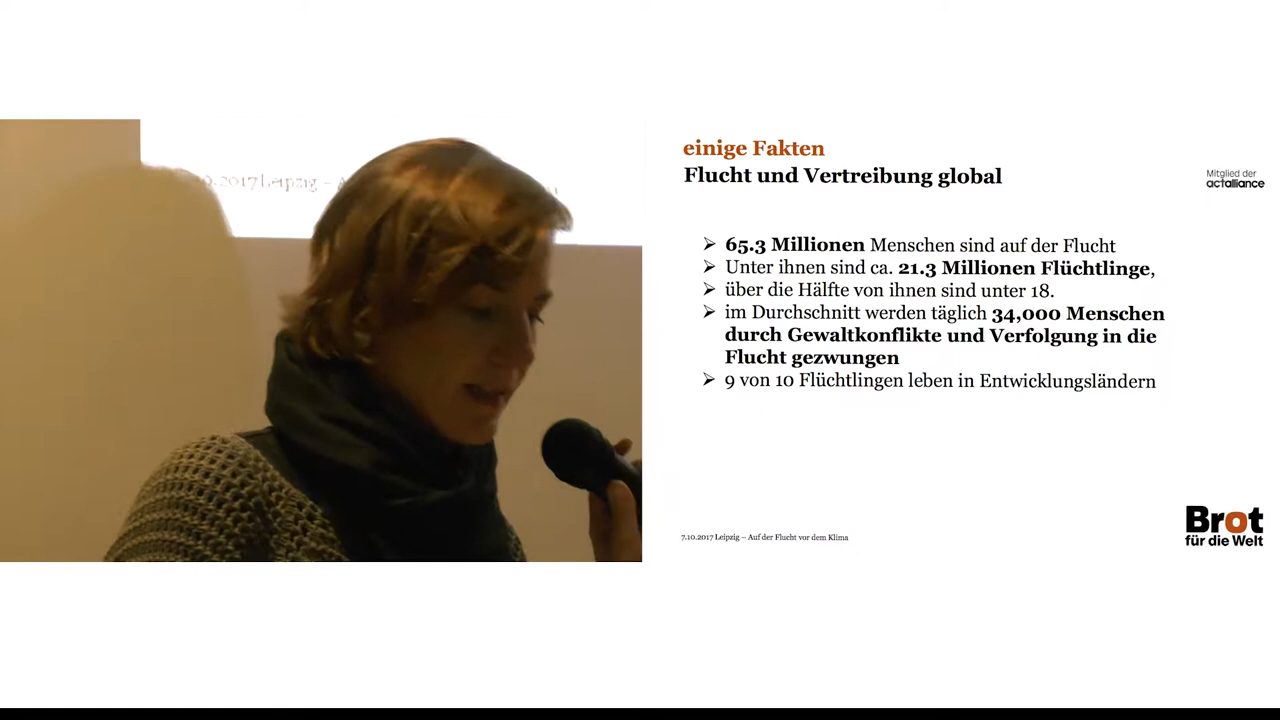 9.2017 Leipzig –
einige Fakten
Flucht und Vertreibung global
Mitglied der
actalliance
➢ 65.3 Millionen Menschen sind auf der Flucht
➢ Unter ihnen sind ca. 21.3 Millionen Flüchtlinge,
➢ über die Hälfte von ihnen sind unter 18.
➢ im Durchschnitt werden täglich 34,000 Menschen
durch Gewaltkonflikte und Verfolgung in die
Flucht gezwungen
➢ 9 von 10 Flüchtlingen leben in Entwicklungsländern
7.10.2017 Leipzig – Auf der Flucht vor dem Klima
Brot
für die Welt